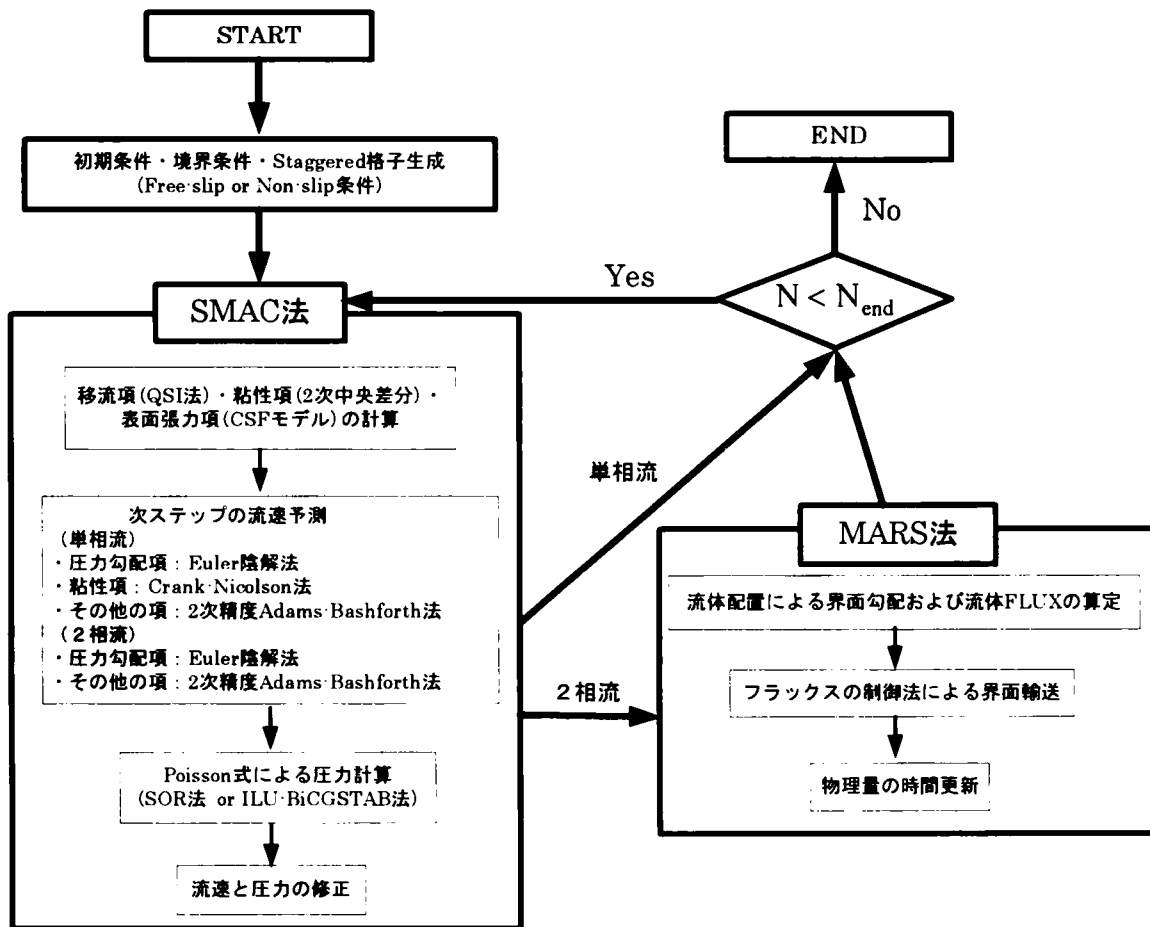 START
初期条件・境界条件・Staggered格子生成
(Free-slip or Non-slip条件)
SMAC法
移流項(QSI法)・粘性項(2次中央差分)・
表面張力項(CSFモデル)の計算
次ステップの流速予測
(単相流)
・圧力勾配項:Euler陰解法
・粘性項:Crank-Nicolson法
・その他の項:2次精度Adams-Bashforth法
(2相流)
・圧力勾配項:Euler陰解法
・その他の項:2次精度Adams-Bashforth法
Poisson式による圧力計算
(SOR法 or ILU-BiCGSTAB法)
流速と圧力の修正
単相流
2相流
MARS法
流体配置による界面勾配および流体FLUXの算定
フラックスの制御法による界面輸送
物理量の時間更新
N < Nend
Yes
No
END